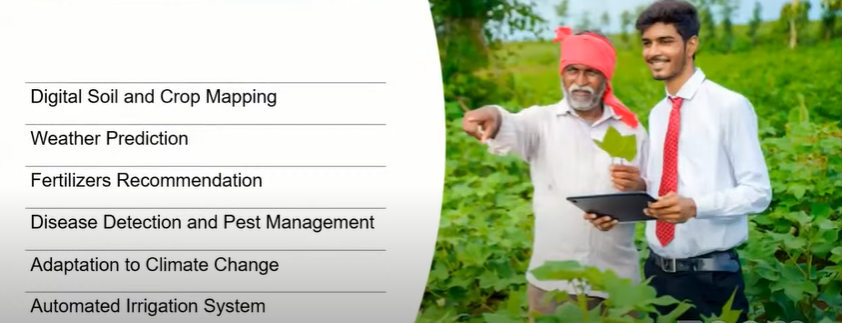 Digital Soil and Crop Mapping
Weather Prediction
Fertilizers Recommendation
Disease Detection and Pest Management
Adaptation to Climate Change
Automated Irrigation System